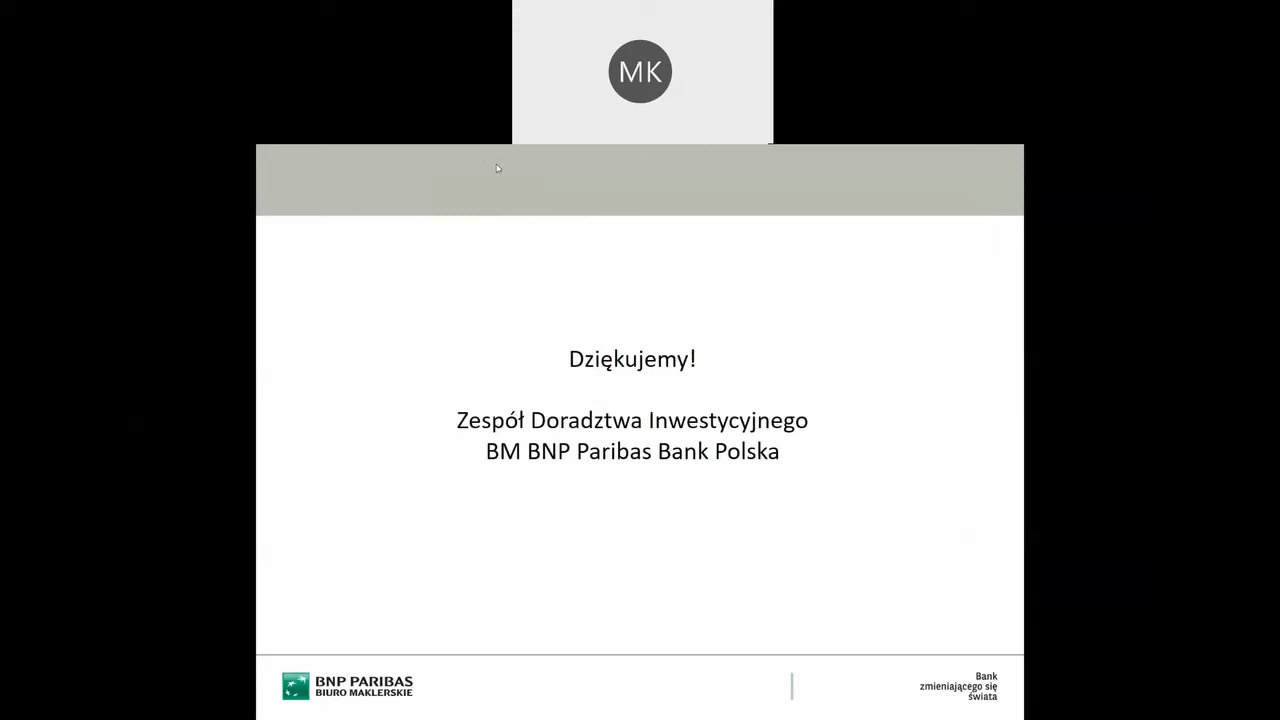 MK
Dziękujemy!
Zespół Doradztwa Inwestycyjnego
BM BNP Paribas Bank Polska
BNP PARIBAS
BIURO MAKLERSKIE
Bank
zmieniającego się
świata